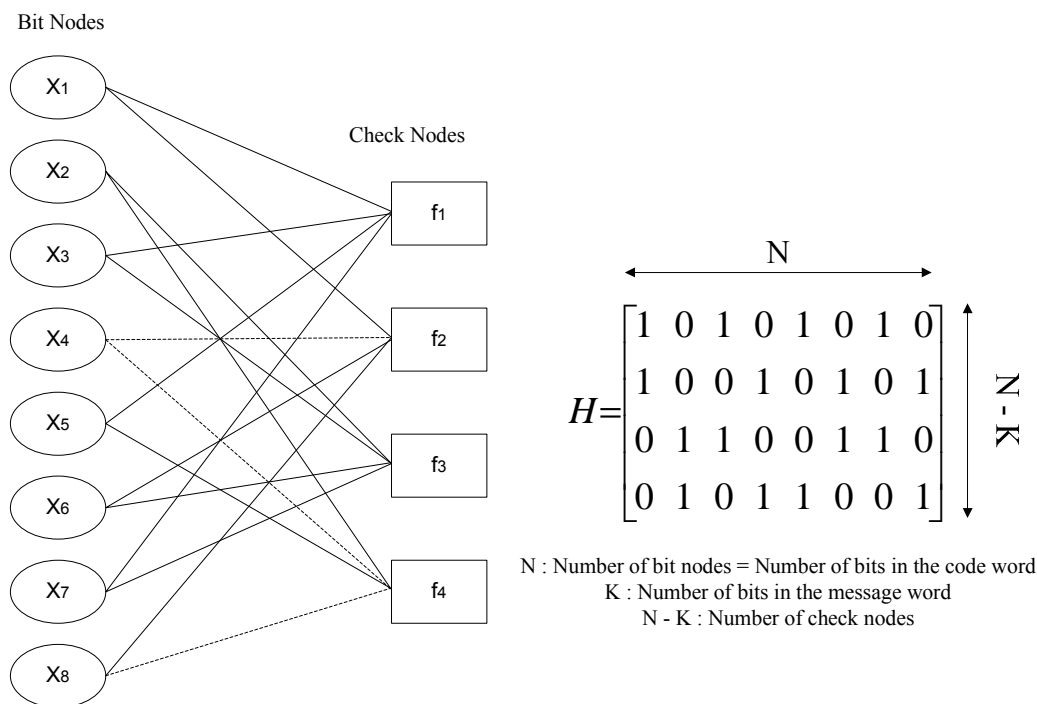 Bit Nodes
X1
X2
X3
X4
X5
X6
X7
X8
Check Nodes
f1
f2
f3
f4
N
H=
1 0 1 0 1 0 1 0
1 0 0 1 0 1 0 1
0 1 1 0 0 1 1 0
0 1 0 1 1 0 0 1
N - K
N : Number of bit nodes = Number of bits in the code word
K : Number of bits in the message word
N - K : Number of check nodes